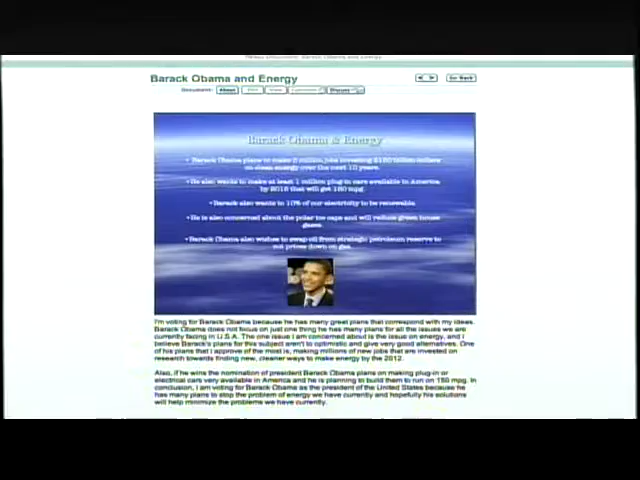 Barack Obama and Energy
Go Back
Document: About
Discuss
Barack Obama & Energy
• Barack Obama plans to make 5 million jobs investing $150 billion dollars
on clean energy over the next 10 years.
• He also wants to make at least 1 million plug-in cars available to America
by 2015 that will get 150 mpg.
• Barack also wants to 10% of our electricity to be renewable.
• He is also concerned about the polar ice caps and will reduce green house
gases.
• Barack Obama also wishes to swap oil from strategic petroleum reserve to
cut prices down on gas.
I'm voting for Barack Obama because he has many great plans that correspond with my ideas.
Barack Obama does not focus on just one thing he has many plans for all the issues we are
currently facing in U.S.A. The one issue I am concerned about is the issue on energy, and I
believe Barack's plans for this subject aren't to optimistic and give very good alternatives. One
of his plans that I approve of the most is, making millions of new jobs that are invested on
research towards finding new, cleaner ways to make energy by the 2012.
Also, if he wins the nomination of president Barack Obama plans on making plug-in or
electrical cars very available in America and he is planning to build them to run on 150 mpg. In
conclusion, I am voting for Barack Obama as the president of the United States because he
has many plans to stop the problem of energy we have currently and hopefully his solutions
will help minimize the problems we have currently.